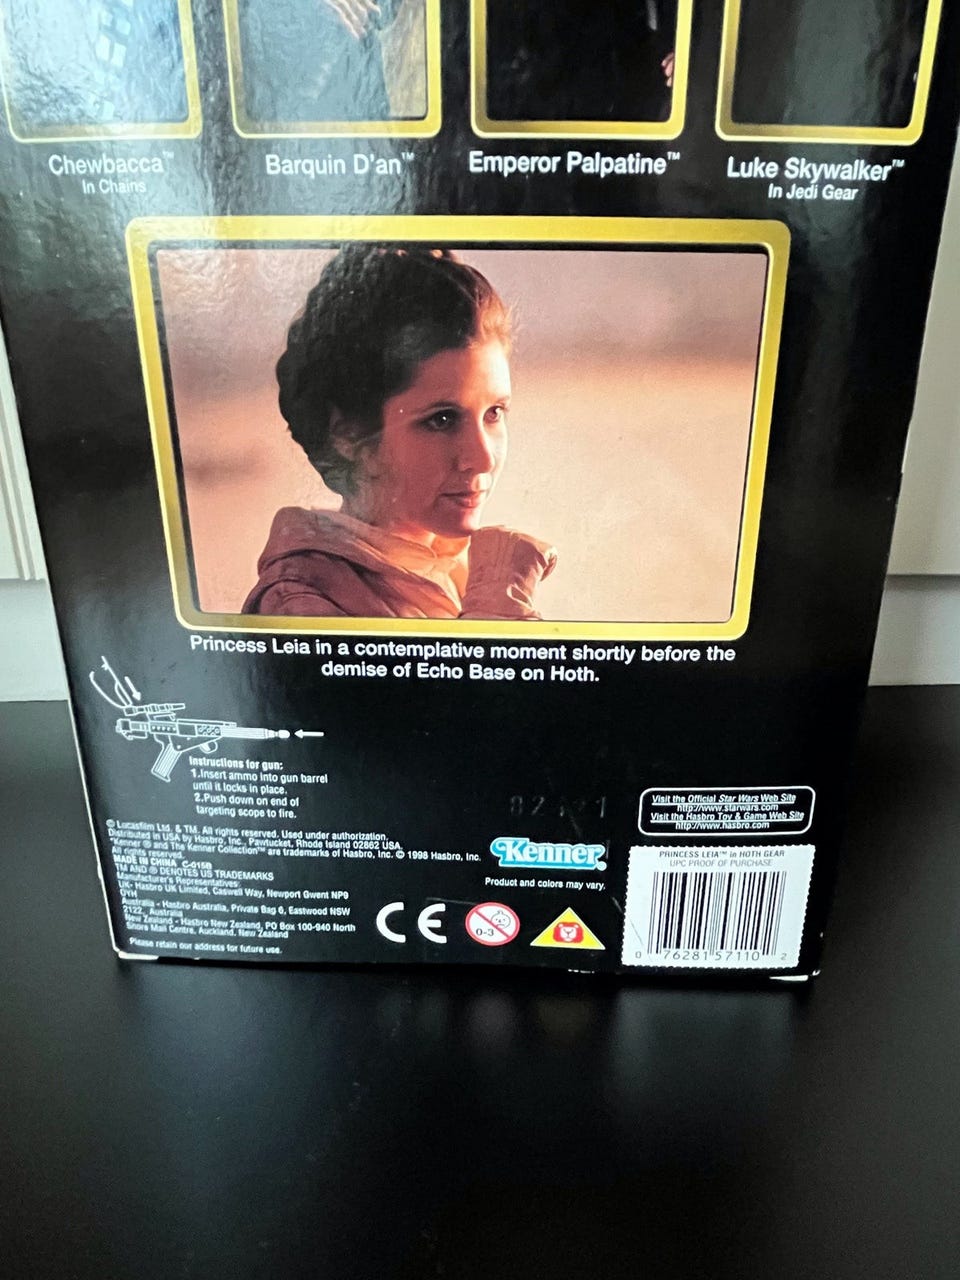 Chewbacca™
In Chains
Barquin D'an™
Emperor Palpatine™
Luke Skywalker™
In Jedi Gear
Princess Leia in a contemplative moment shortly before the
demise of Echo Base on Hoth.
Instructions for gun:
1.Insert ammo into gun barrel
until it locks in place.
2.Push down on end of
targeting scope to fire.
© Lucasfilm Ltd. & TM. All rights reserved. Used under authorization.
Distributed in USA by Hasbro, Inc., Pawtucket, Rhode Island 02862 USA.
"Kenner ® and The Kenner Collection™ are trademarks of Hasbro, Inc. © 1998 Hasbro, Inc.
All rights reserved.
MADE IN CHINA C-015B
TM AND ® DENOTES US TRADEMARKS
Manufacturer's Representatives:
UK- Hasbro UK Limited, Caswell Way, Newport Gwent NP9
0YH
Australia - Hasbro Australia, Private Bag 6, Eastwood NSW
2122, Australia
New Zealand - Hasbro New Zealand, PO Box 100-940 North
Shore Mail Centre, Auckland, New Zealand
Please retain our address for future use.
Kenner®
Product and colors may vary.
CE
0-3
Visit the Official Star Wars Web Site
http://www.starwars.com
Visit the Hasbro Toy & Game Web Site
http://www.hasbro.com
PRINCESS LEIA™ in HOTH GEAR
UPC PROOF OF PURCHASE
0 76281 57110 2